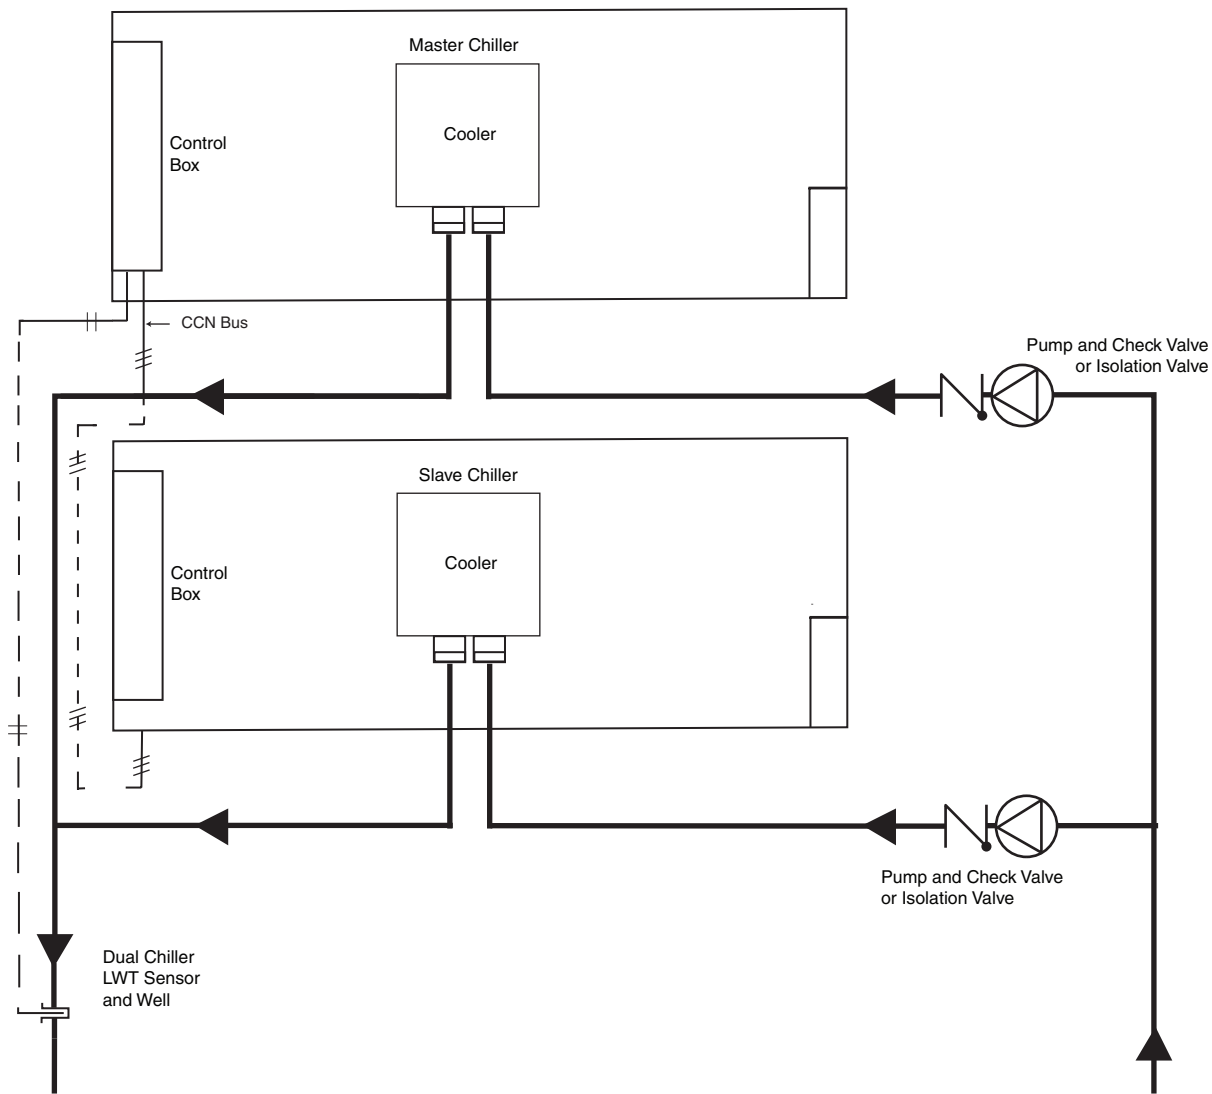 Master Chiller
Cooler
Control
Box
CCN Bus
Pump and Check Valve
or Isolation Valve
Slave Chiller
Cooler
Control
Box
Pump and Check Valve
or Isolation Valve
Dual Chiller
LWT Sensor
and Well